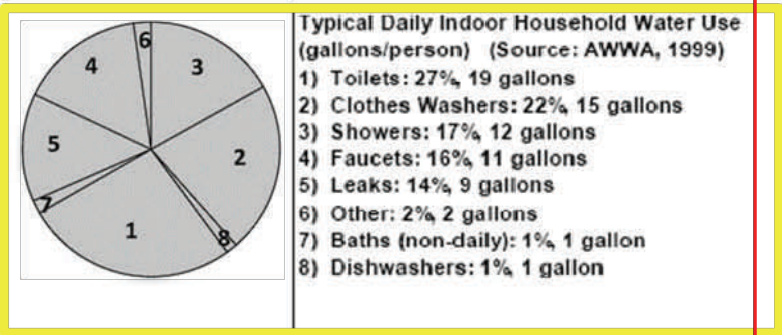 Typical Daily Indoor Household Water Use
(gallons/person) (Source: AWWA, 1999)
1) Toilets: 27%, 19 gallons
2) Clothes Washers: 22%, 15 gallons
3) Showers: 17%, 12 gallons
4) Faucets: 16%, 11 gallons
5) Leaks: 14%, 9 gallons
6) Other: 2%, 2 gallons
7) Baths (non-daily): 1%, 1 gallon
8) Dishwashers: 1%, 1 gallon
6
4
3
5
2
7
1
8